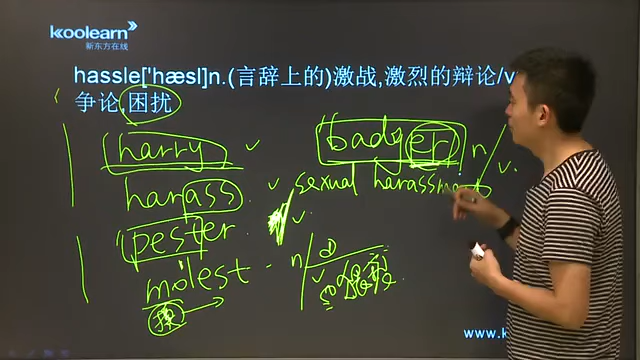 koolearn
新东方在线
hassle['hæsl]n.(言辞上的)激战,激烈的辩论/v
争论,困扰
harry v
badger n/v.
harass v
sexual harassment
pester v.
molest n
www.k